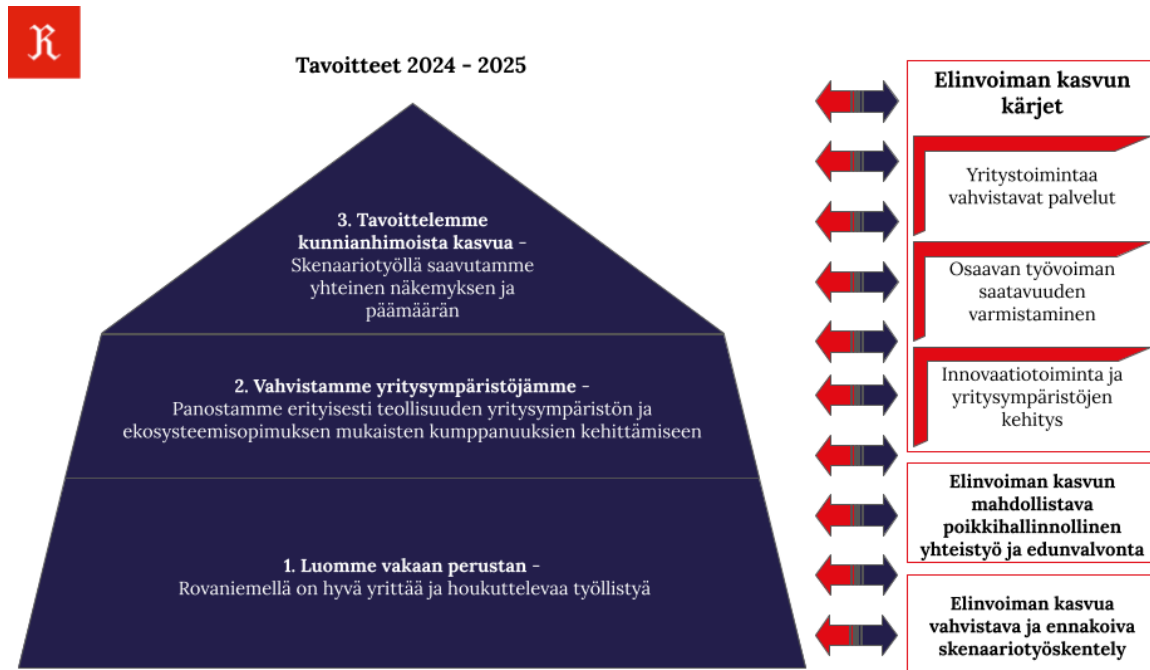 R
Tavoitteet 2024 - 2025
3. Tavoittelemme
kunnianhimoista kasvua -
Skenaariotyöllä saavutamme
yhteinen näkemyksen ja
päämäärän
2. Vahvistamme yritysympäristöjämme -
Panostamme erityisesti teollisuuden yritysympäristön ja
ekosysteemisopimuksen mukaisten kumppanuuksien kehittämiseen
1. Luomme vakaan perustan -
Rovaniemellä on hyvä yrittää ja houkuttelevaa työllistyä
Elinvoiman kasvun
kärjet
Yritystoimintaa
vahvistavat palvelut
Osaavan työvoiman
saatavuuden
varmistaminen
Innovaatiotoiminta ja
yritysympäristöjen
kehitys
Elinvoiman kasvun
mahdollistava
poikkihallinnollinen
yhteistyö ja edunvalvonta
Elinvoiman kasvua
vahvistava ja ennakoiva
skenaariotyöskentely